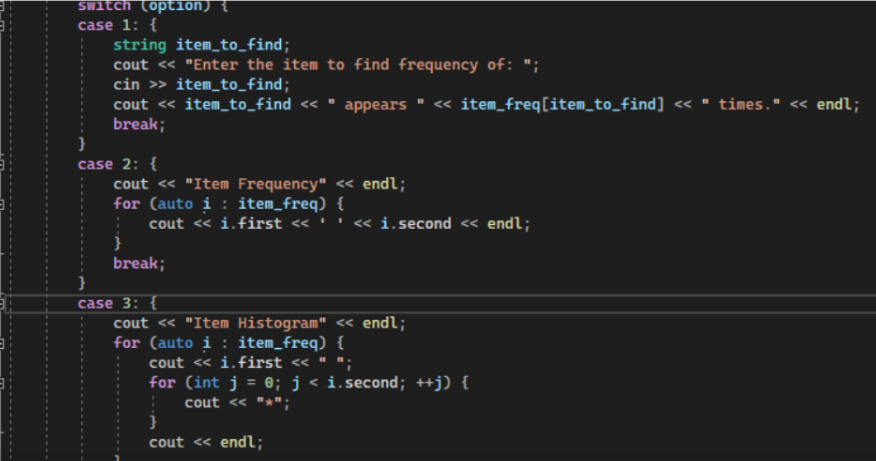 switch (option) {
case 1: {
string item_to_find;
cout << "Enter the item to find frequency of: ";
cin >> item_to_find;
cout << item_to_find << " appears " << item_freq[item_to_find] << " times." << endl;
break;
}
case 2: {
cout << "Item Frequency" << endl;
for (auto i : item_freq) {
cout << i.first << ' ' << i.second << endl;
}
break;
}
case 3: {
cout << "Item Histogram" << endl;
for (auto i : item_freq) {
cout << i.first << " ";
for (int j = 0; j < i.second; ++j) {
cout << "*";
}
cout << endl;
}